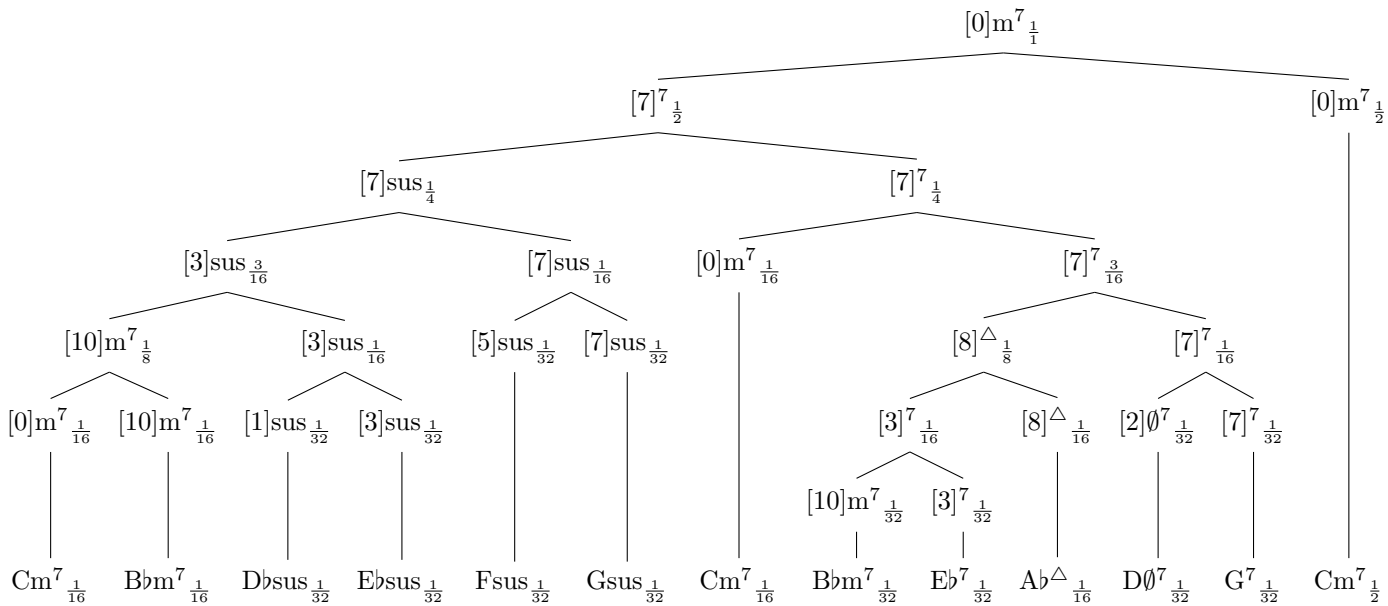 [0]m⁷ 1/1
[7]⁷ 1/2 [0]m⁷ 1/2
[7]sus 1/4 [7]⁷ 1/4
[3]sus 3/16 [7]sus 1/16 [0]m⁷ 1/16 [7]⁷ 3/16
[10]m⁷ 1/8 [3]sus 1/16 [5]sus 1/32 [7]sus 1/32 [8]△ 1/8 [7]⁷ 1/16
[0]m⁷ 1/16 [10]m⁷ 1/16 [1]sus 1/32 [3]sus 1/32 [3]⁷ 1/16 [8]△ 1/16 [2]∅⁷ 1/32 [7]⁷ 1/32
[10]m⁷ 1/32 [3]⁷ 1/32
Cm⁷ 1/16 B♭m⁷ 1/16 D♭sus 1/32 E♭sus 1/32 Fsus 1/32 Gsus 1/32 Cm⁷ 1/16 B♭m⁷ 1/32 E♭⁷ 1/32 A♭△ 1/16 D∅⁷ 1/32 G⁷ 1/32 Cm⁷ 1/2